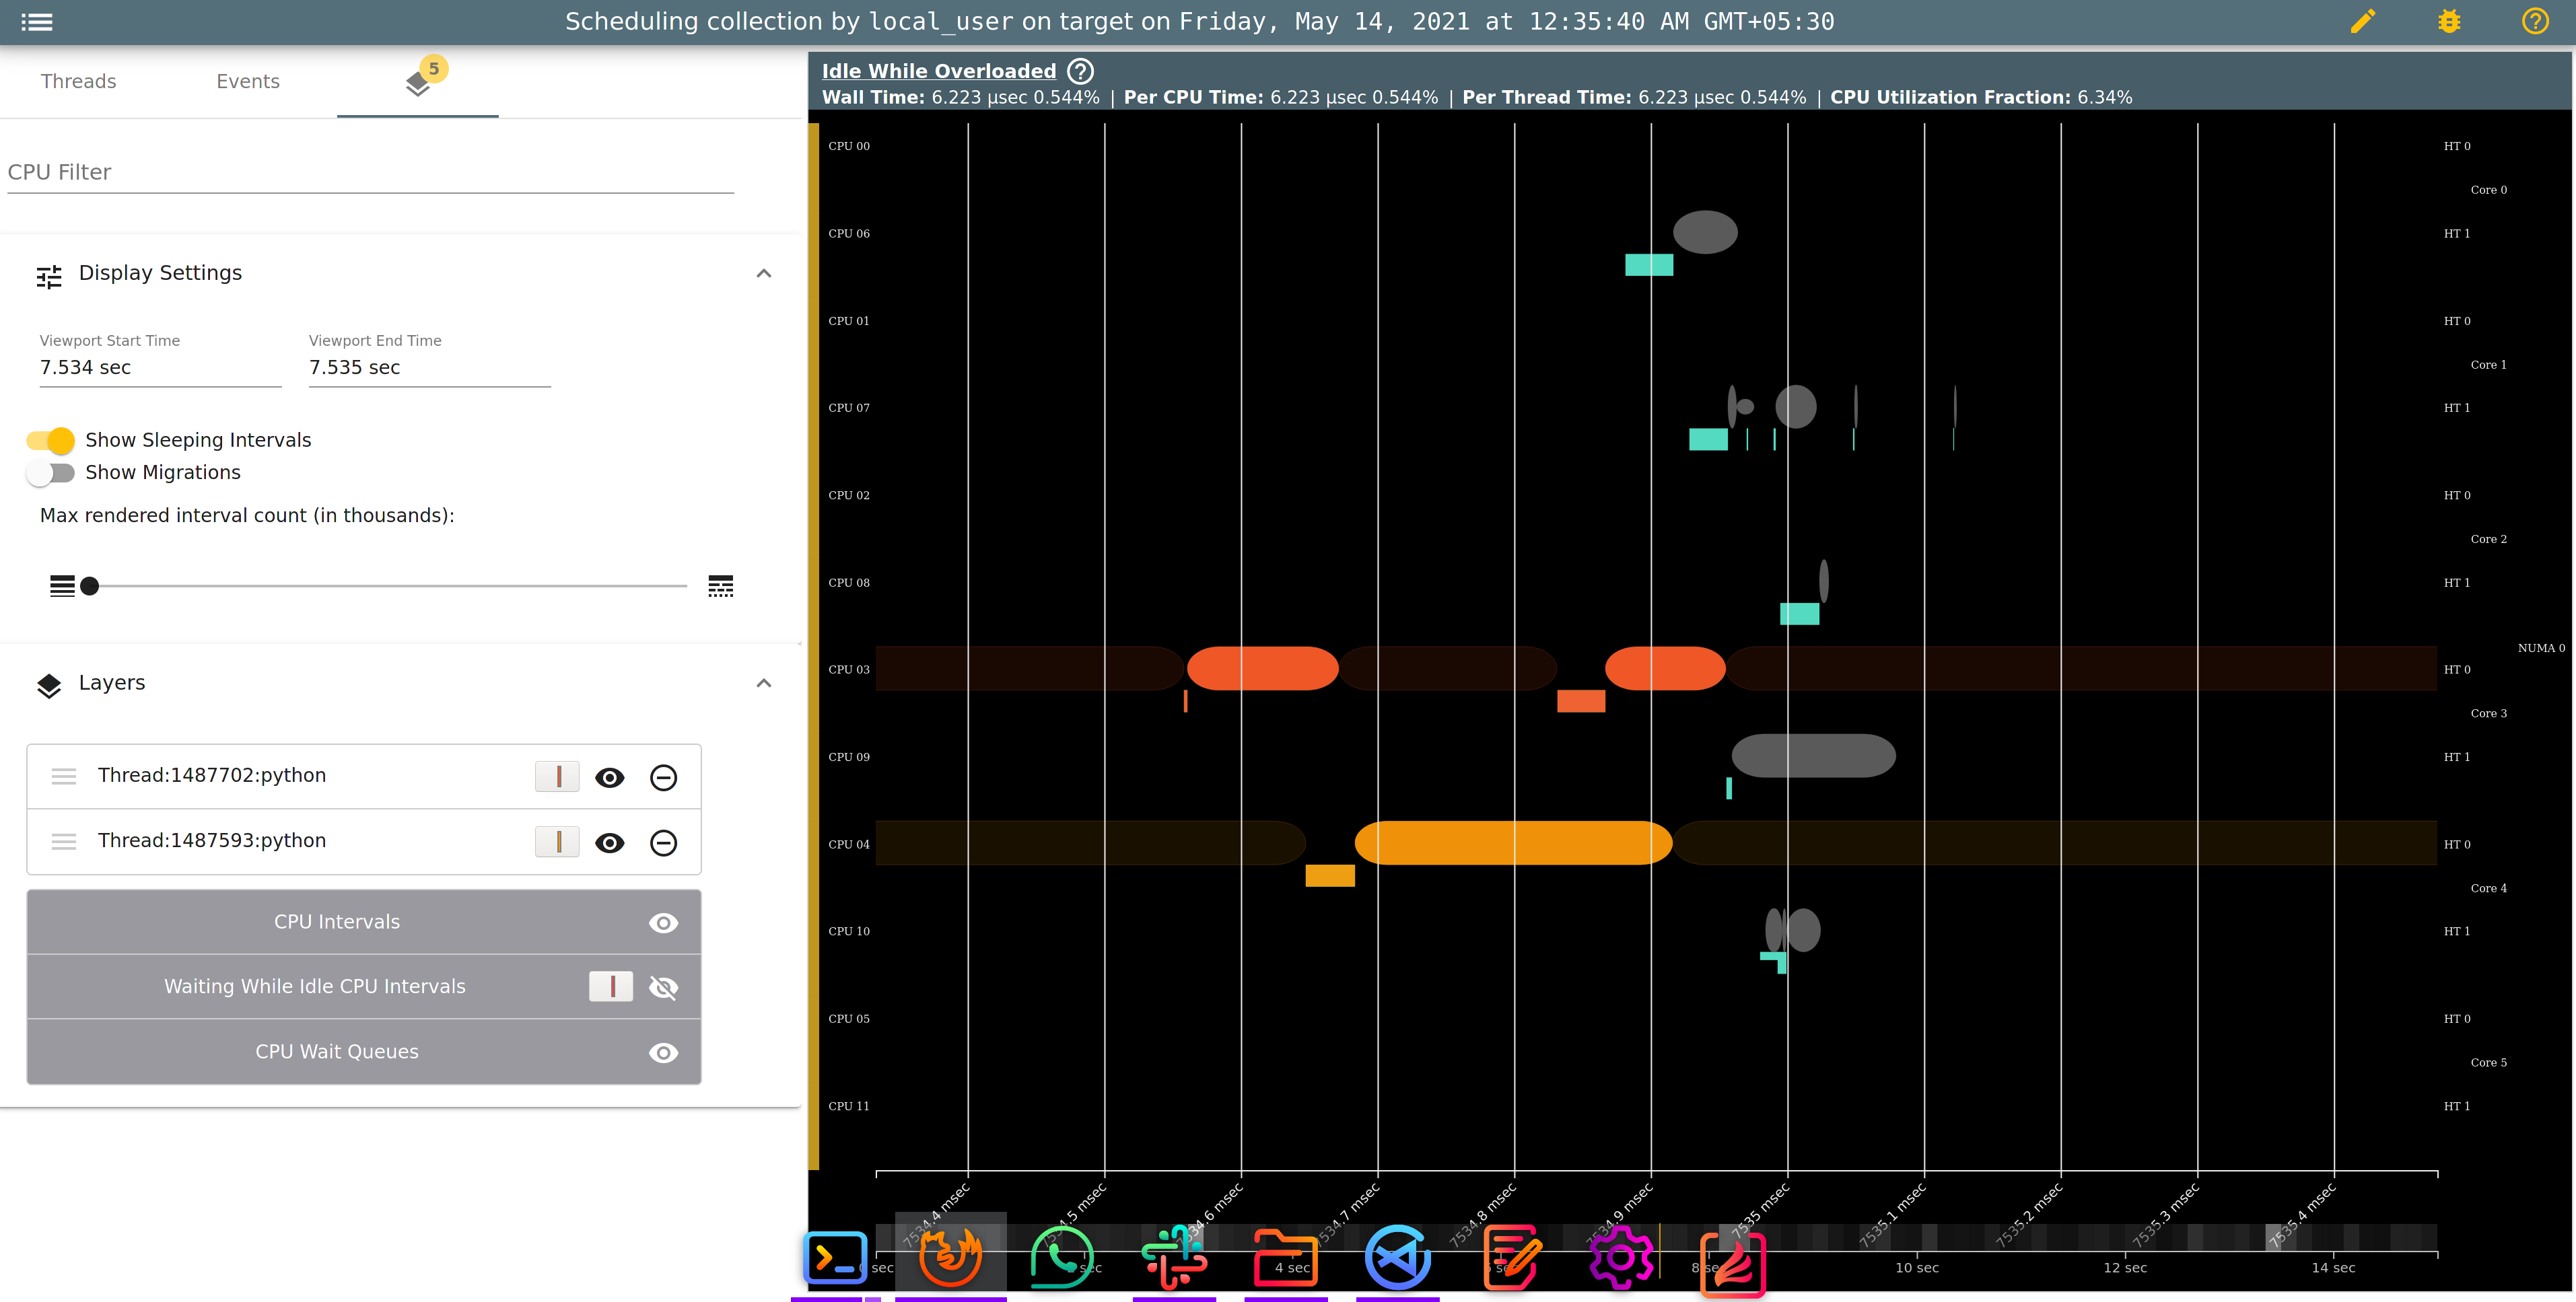 Scheduling collection by local_user on target on Friday, May 14, 2021 at 12:35:40 AM GMT+05:30
Threads
Events
5
CPU Filter
Display Settings
Viewport Start Time
Viewport End Time
7.534 sec
7.535 sec
Show Sleeping Intervals
Show Migrations
Max rendered interval count (in thousands):
Layers
Thread:1487702:python
Thread:1487593:python
CPU Intervals
Waiting While Idle CPU Intervals
CPU Wait Queues
Idle While Overloaded
Wall Time: 6.223 µsec 0.544% | Per CPU Time: 6.223 µsec 0.544% | Per Thread Time: 6.223 µsec 0.544% | CPU Utilization Fraction: 6.34%
CPU 00 HT 0
Core 0
CPU 06 HT 1
CPU 01 HT 0
Core 1
CPU 07 HT 1
CPU 02 HT 0
Core 2
CPU 08 HT 1
NUMA 0
CPU 03 HT 0
Core 3
CPU 09 HT 1
CPU 04 HT 0
Core 4
CPU 10 HT 1
CPU 05 HT 0
Core 5
CPU 11 HT 1
7534.4 msec
.5 msec
.6 msec
7534.7 msec
7534.8 msec
.9 msec
7535 msec
7535.1 msec
7535.2 msec
7535.3 msec
7535.4 msec
sec
sec
4 sec
sec
8 sec
10 sec
12 sec
14 sec